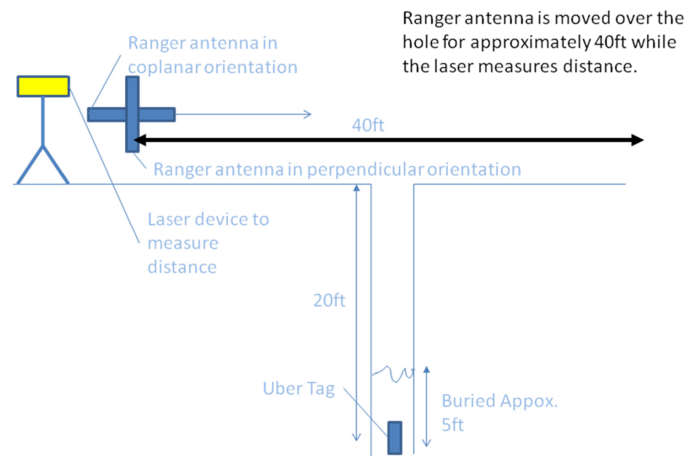 Ranger antenna is moved over the
hole for approximately 40ft while
the laser measures distance.
Ranger antenna in
coplanar orientation
40ft
Ranger antenna in perpendicular orientation
Laser device to
measure
distance
20ft
Uber Tag
Buried Appox.
5ft